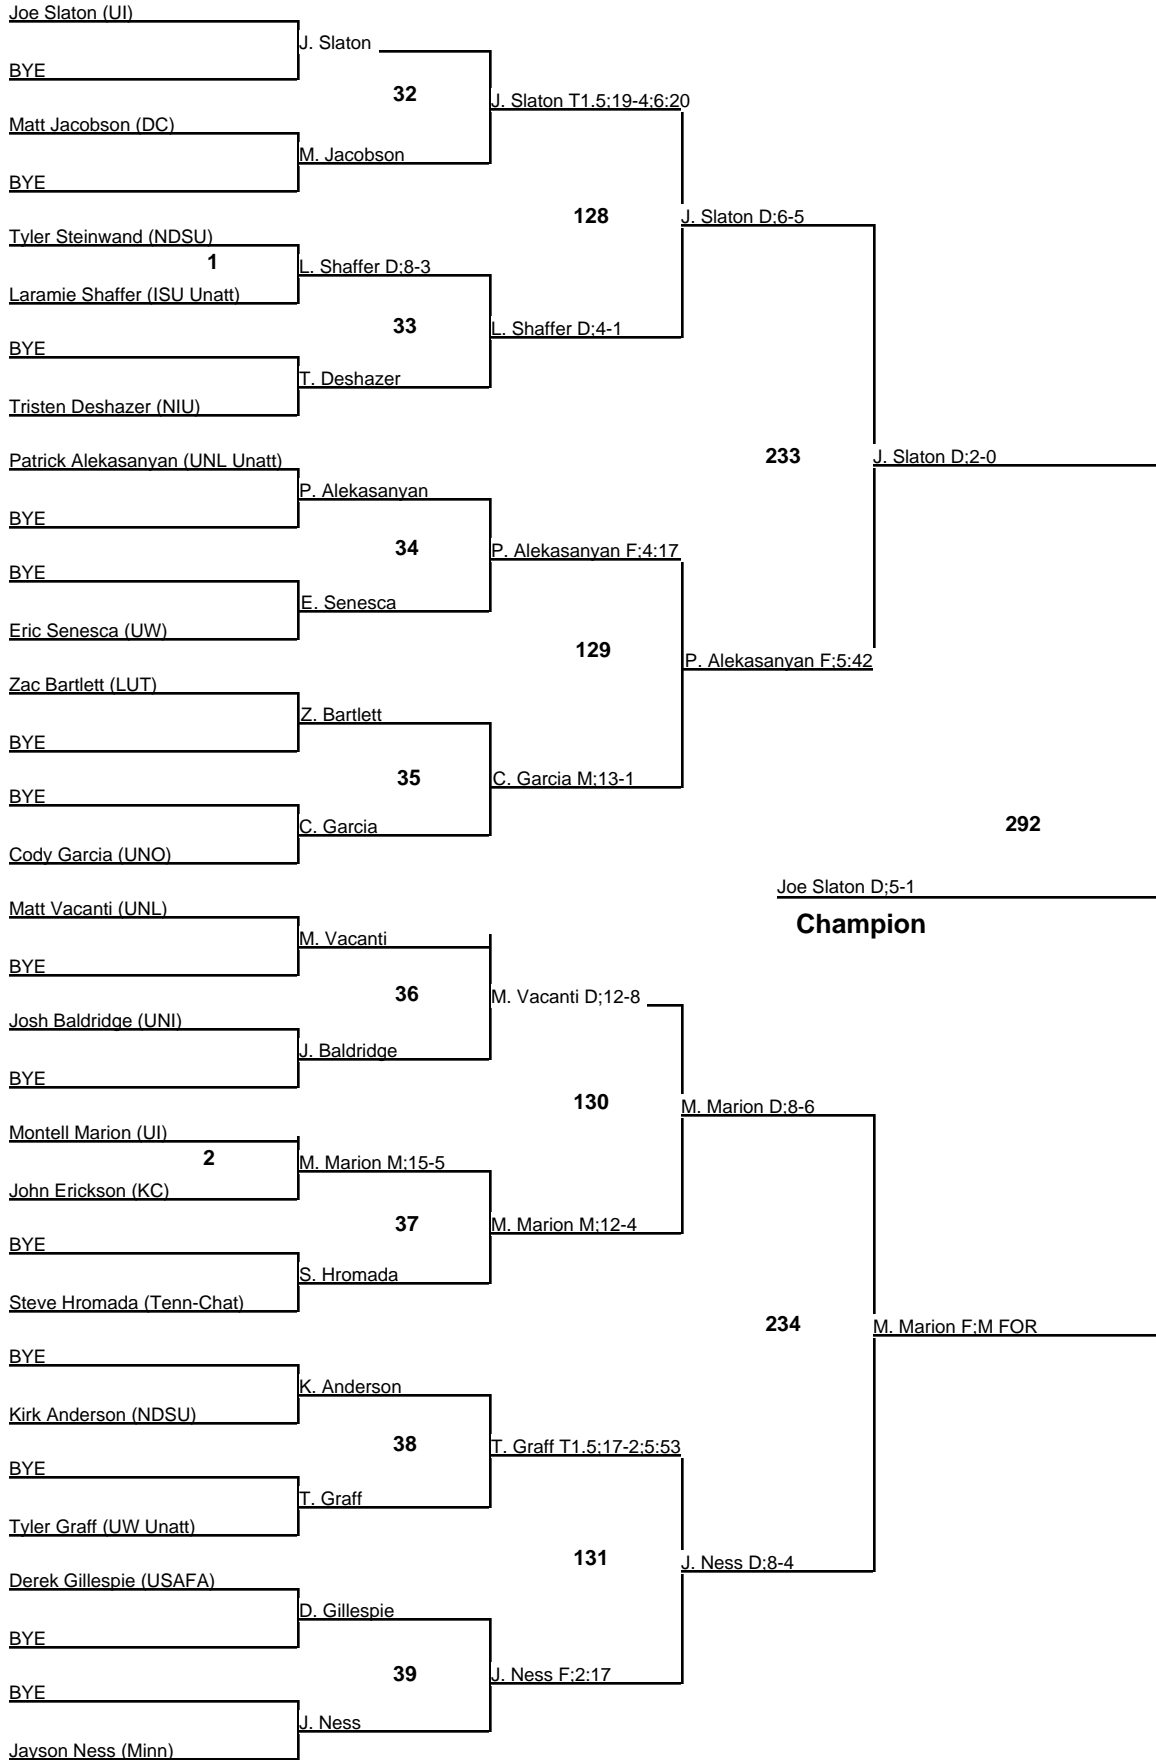 Joe Slaton (UI)
J. Slaton
BYE
32
J. Slaton T1.5;19-4;6:20
Matt Jacobson (DC)
M. Jacobson
BYE
128
J. Slaton D;6-5
Tyler Steinwand (NDSU)
1
L. Shaffer D;8-3
Laramie Shaffer (ISU Unatt)
33
L. Shaffer D;4-1
BYE
T. Deshazer
Tristen Deshazer (NIU)
233
J. Slaton D;2-0
Patrick Alekasanyan (UNL Unatt)
P. Alekasanyan
BYE
34
P. Alekasanyan F;4:17
BYE
E. Senesca
Eric Senesca (UW)
129
P. Alekasanyan F;5:42
Zac Bartlett (LUT)
Z. Bartlett
BYE
35
C. Garcia M;13-1
BYE
C. Garcia
Cody Garcia (UNO)
292
Joe Slaton D;5-1
Champion
Matt Vacanti (UNL)
M. Vacanti
BYE
36
M. Vacanti D;12-8
Josh Baldridge (UNI)
J. Baldridge
BYE
130
M. Marion D;8-6
Montell Marion (UI)
2
M. Marion M;15-5
John Erickson (KC)
37
M. Marion M;12-4
BYE
S. Hromada
Steve Hromada (Tenn-Chat)
234
M. Marion F;M FOR
BYE
K. Anderson
Kirk Anderson (NDSU)
38
T. Graff T1.5;17-2;5:53
BYE
T. Graff
Tyler Graff (UW Unatt)
131
J. Ness D;8-4
Derek Gillespie (USAFA)
D. Gillespie
BYE
39
J. Ness F;2:17
BYE
J. Ness
Jayson Ness (Minn)